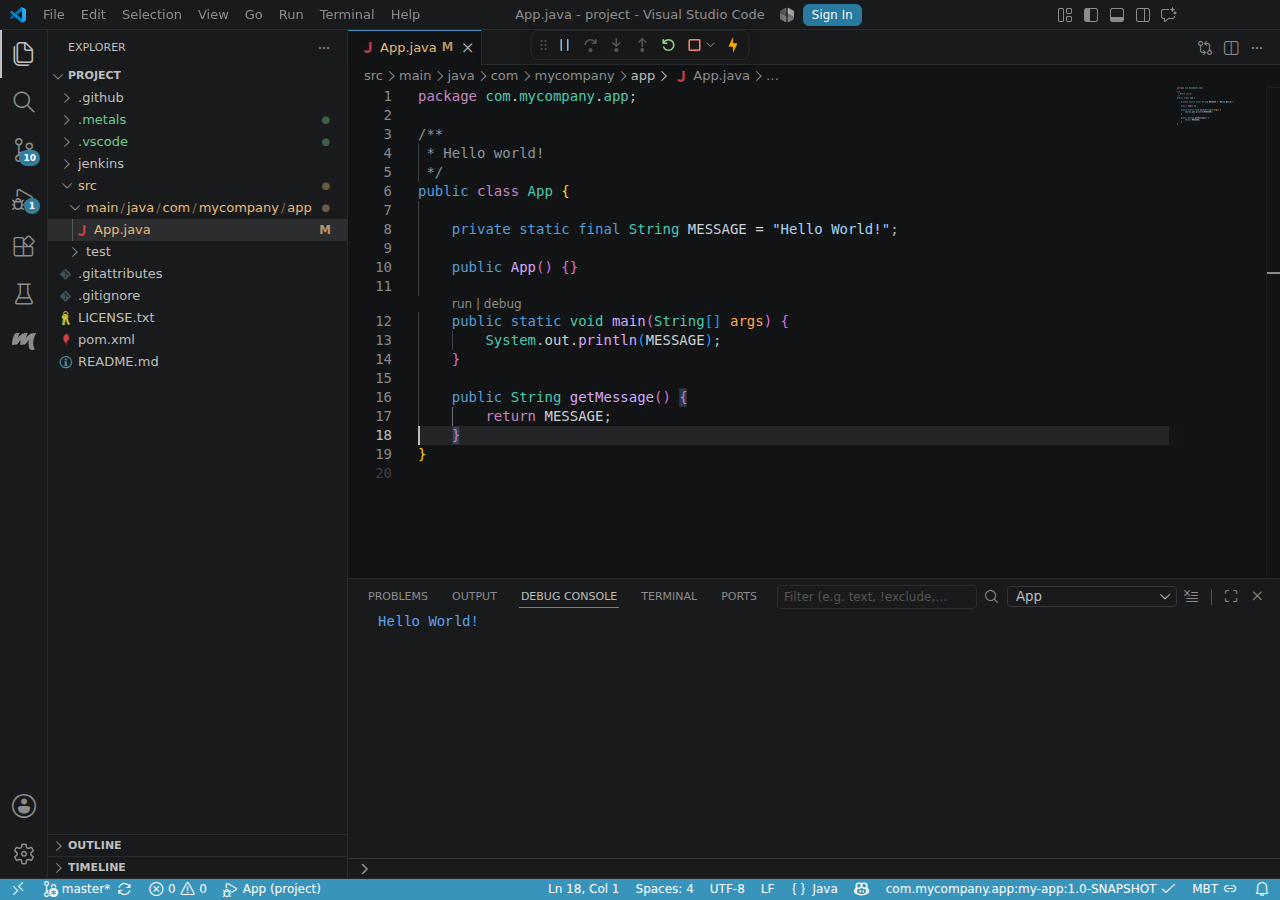 File Edit Selection View Go Run Terminal Help
App.java - project - Visual Studio Code
Sign In
EXPLORER
PROJECT
.github
.metals
.vscode
10
jenkins
src
1
main/java/com/mycompany/app
App.java M
test
.gitattributes
.gitignore
LICENSE.txt
pom.xml
README.md
OUTLINE
TIMELINE
App.java M
src > main > java > com > mycompany > app > App.java > ...
1 package com.mycompany.app;
2
3 /**
4 * Hello world!
5 */
6 public class App {
7
8 private static final String MESSAGE = "Hello World!";
9
10 public App() {}
11
run | debug
12 public static void main(String[] args) {
13 System.out.println(MESSAGE);
14 }
15
16 public String getMessage() {
17 return MESSAGE;
18 }
19 }
20
PROBLEMS OUTPUT DEBUG CONSOLE TERMINAL PORTS
Filter (e.g. text, !exclude,...
App
Hello World!
master* 0 0 App (project)
Ln 18, Col 1 Spaces: 4 UTF-8 LF { } Java com.mycompany.app:my-app:1.0-SNAPSHOT MBT